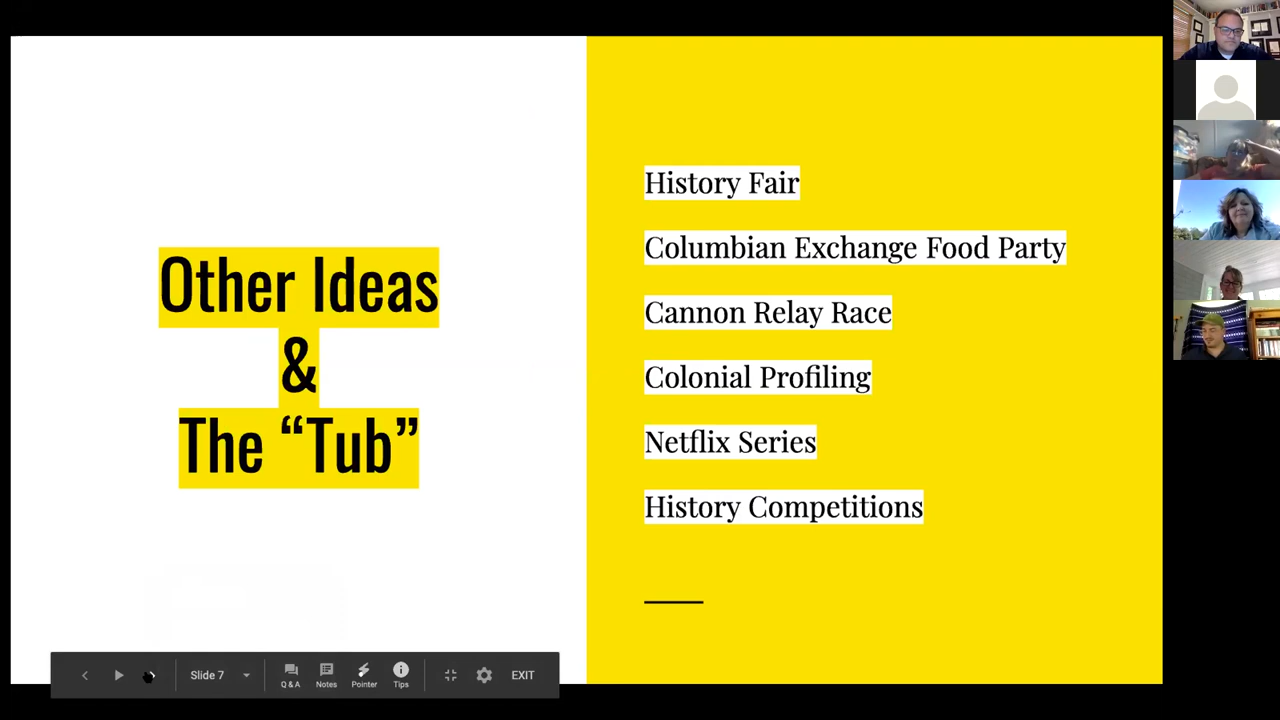 Other Ideas
&
The “Tub”
History Fair
Columbian Exchange Food Party
Cannon Relay Race
Colonial Profiling
Netflix Series
History Competitions
Slide 7
Q & A
Notes
Pointer
Tips
EXIT